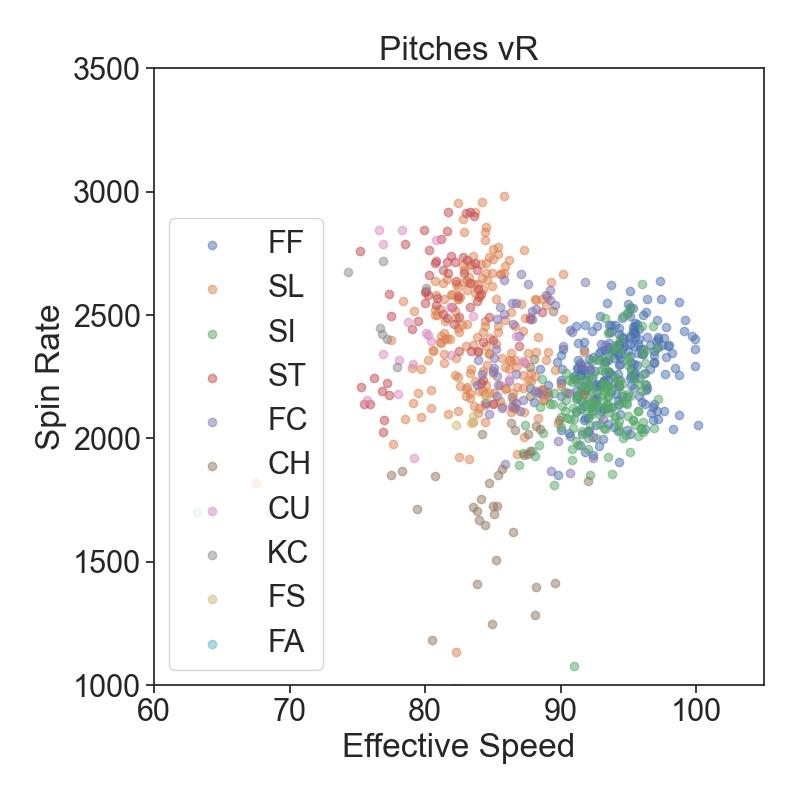 Pitches vR
3500
3000
2500
2000
1500
1000
Spin Rate
FF
SL
SI
ST
FC
CH
CU
KC
FS
FA
60 70 80 90 100
Effective Speed